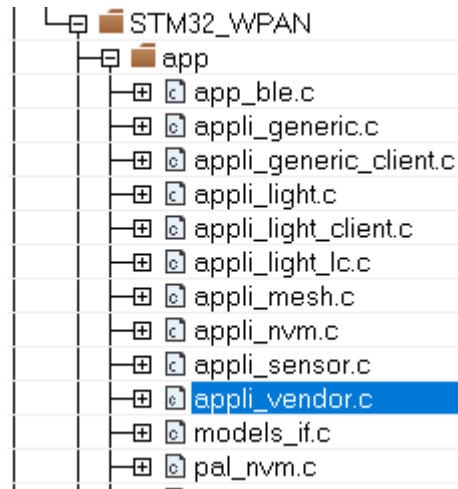 STM32_WPAN
app
app_ble.c
appli_generic.c
appli_generic_client.c
appli_light.c
appli_light_client.c
appli_light_lc.c
appli_mesh.c
appli_nvm.c
appli_sensor.c
appli_vendor.c
models_if.c
pal_nvm.c